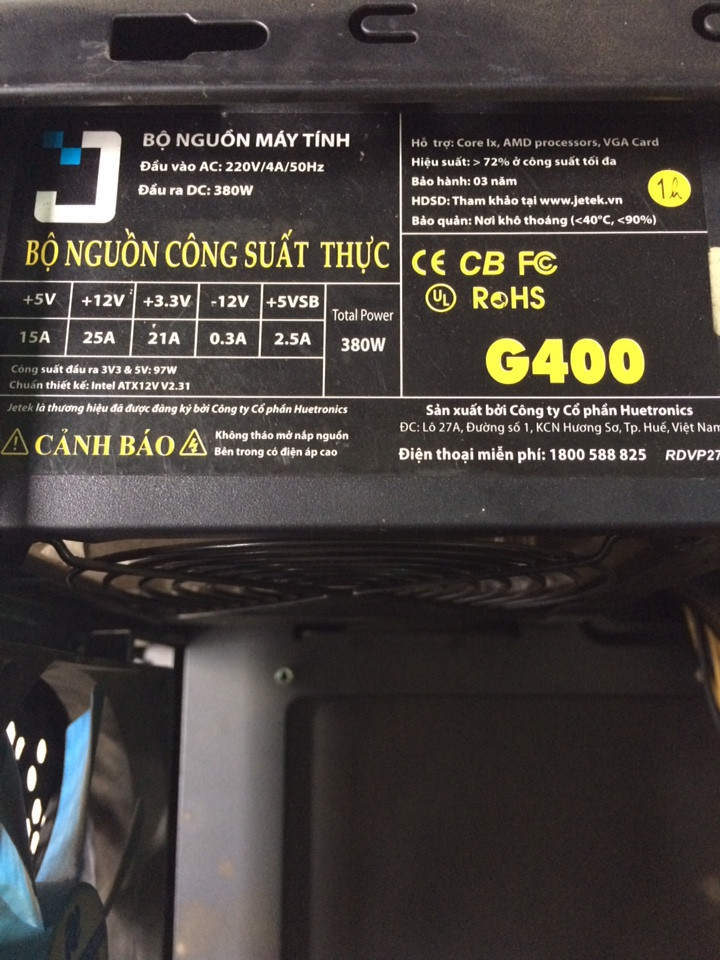 BỘ NGUỒN MÁY TÍNH
Đầu vào AC: 220V/4A/50Hz
Đầu ra DC: 380W
BỘ NGUỒN CÔNG SUẤT THỰC
+5V +12V +3.3V -12V +5VSB Total Power
15A 25A 21A 0.3A 2.5A 380W
Công suất đầu ra 3V3 & 5V: 97W
Chuẩn thiết kế: Intel ATX12V V2.31
Jetek là thương hiệu đã được đăng ký bởi Công ty Cổ phần Huetronics
CẢNH BÁO
Không tháo mở nắp nguồn
Bên trong có điện áp cao
Hỗ trợ: Core Ix, AMD processors, VGA Card
Hiệu suất: > 72% ở công suất tối đa
Bảo hành: 03 năm
HDSD: Tham khảo tại www.jetek.vn
Bảo quản: Nơi khô thoáng (<40°C, <90%)
CE CB FC
UL RoHS
G400
Sản xuất bởi Công ty Cổ phần Huetronics
ĐC: Lô 27A, Đường số 1, KCN Hương Sơ, Tp. Huế, Việt Nam
Điện thoại miễn phí: 1800 588 825 RDVP27